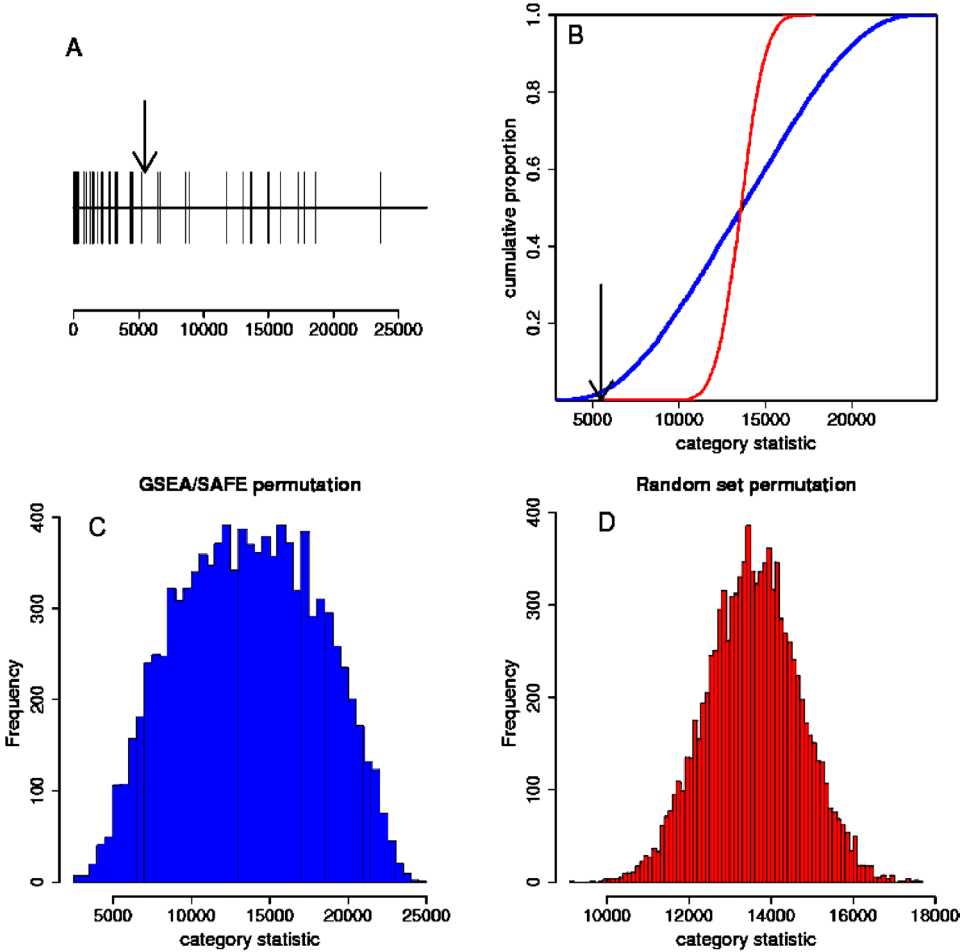 A
0 5000 10000 15000 20000 25000
B
cumulative proportion
0.2 0.4 0.6 0.8 1.0
5000 10000 15000 20000
category statistic
GSEA/SAFE permutation
C
Frequency
0 100 200 300 400
5000 10000 15000 20000 25000
category statistic
Random set permutation
D
Frequency
0 100 200 300 400
10000 12000 14000 16000 18000
category statistic